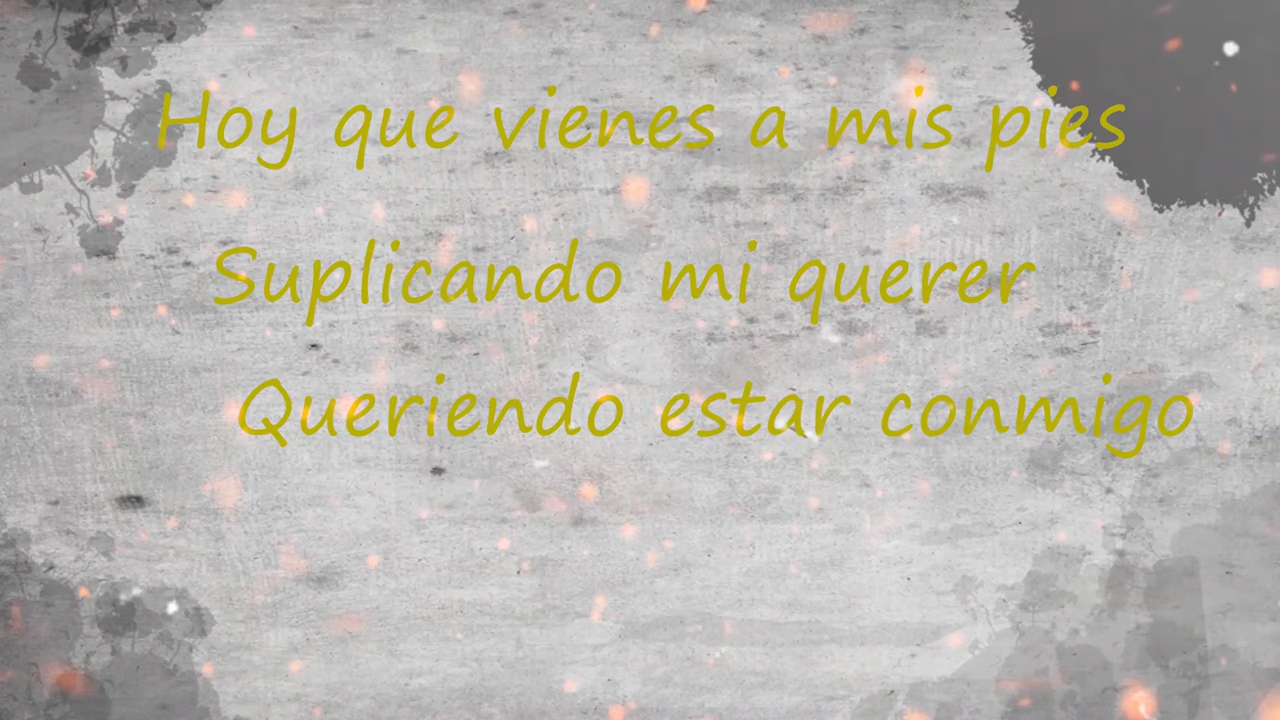 Hoy que vienes a mis pies
Suplicando mi querer
Queriendo estar conmigo